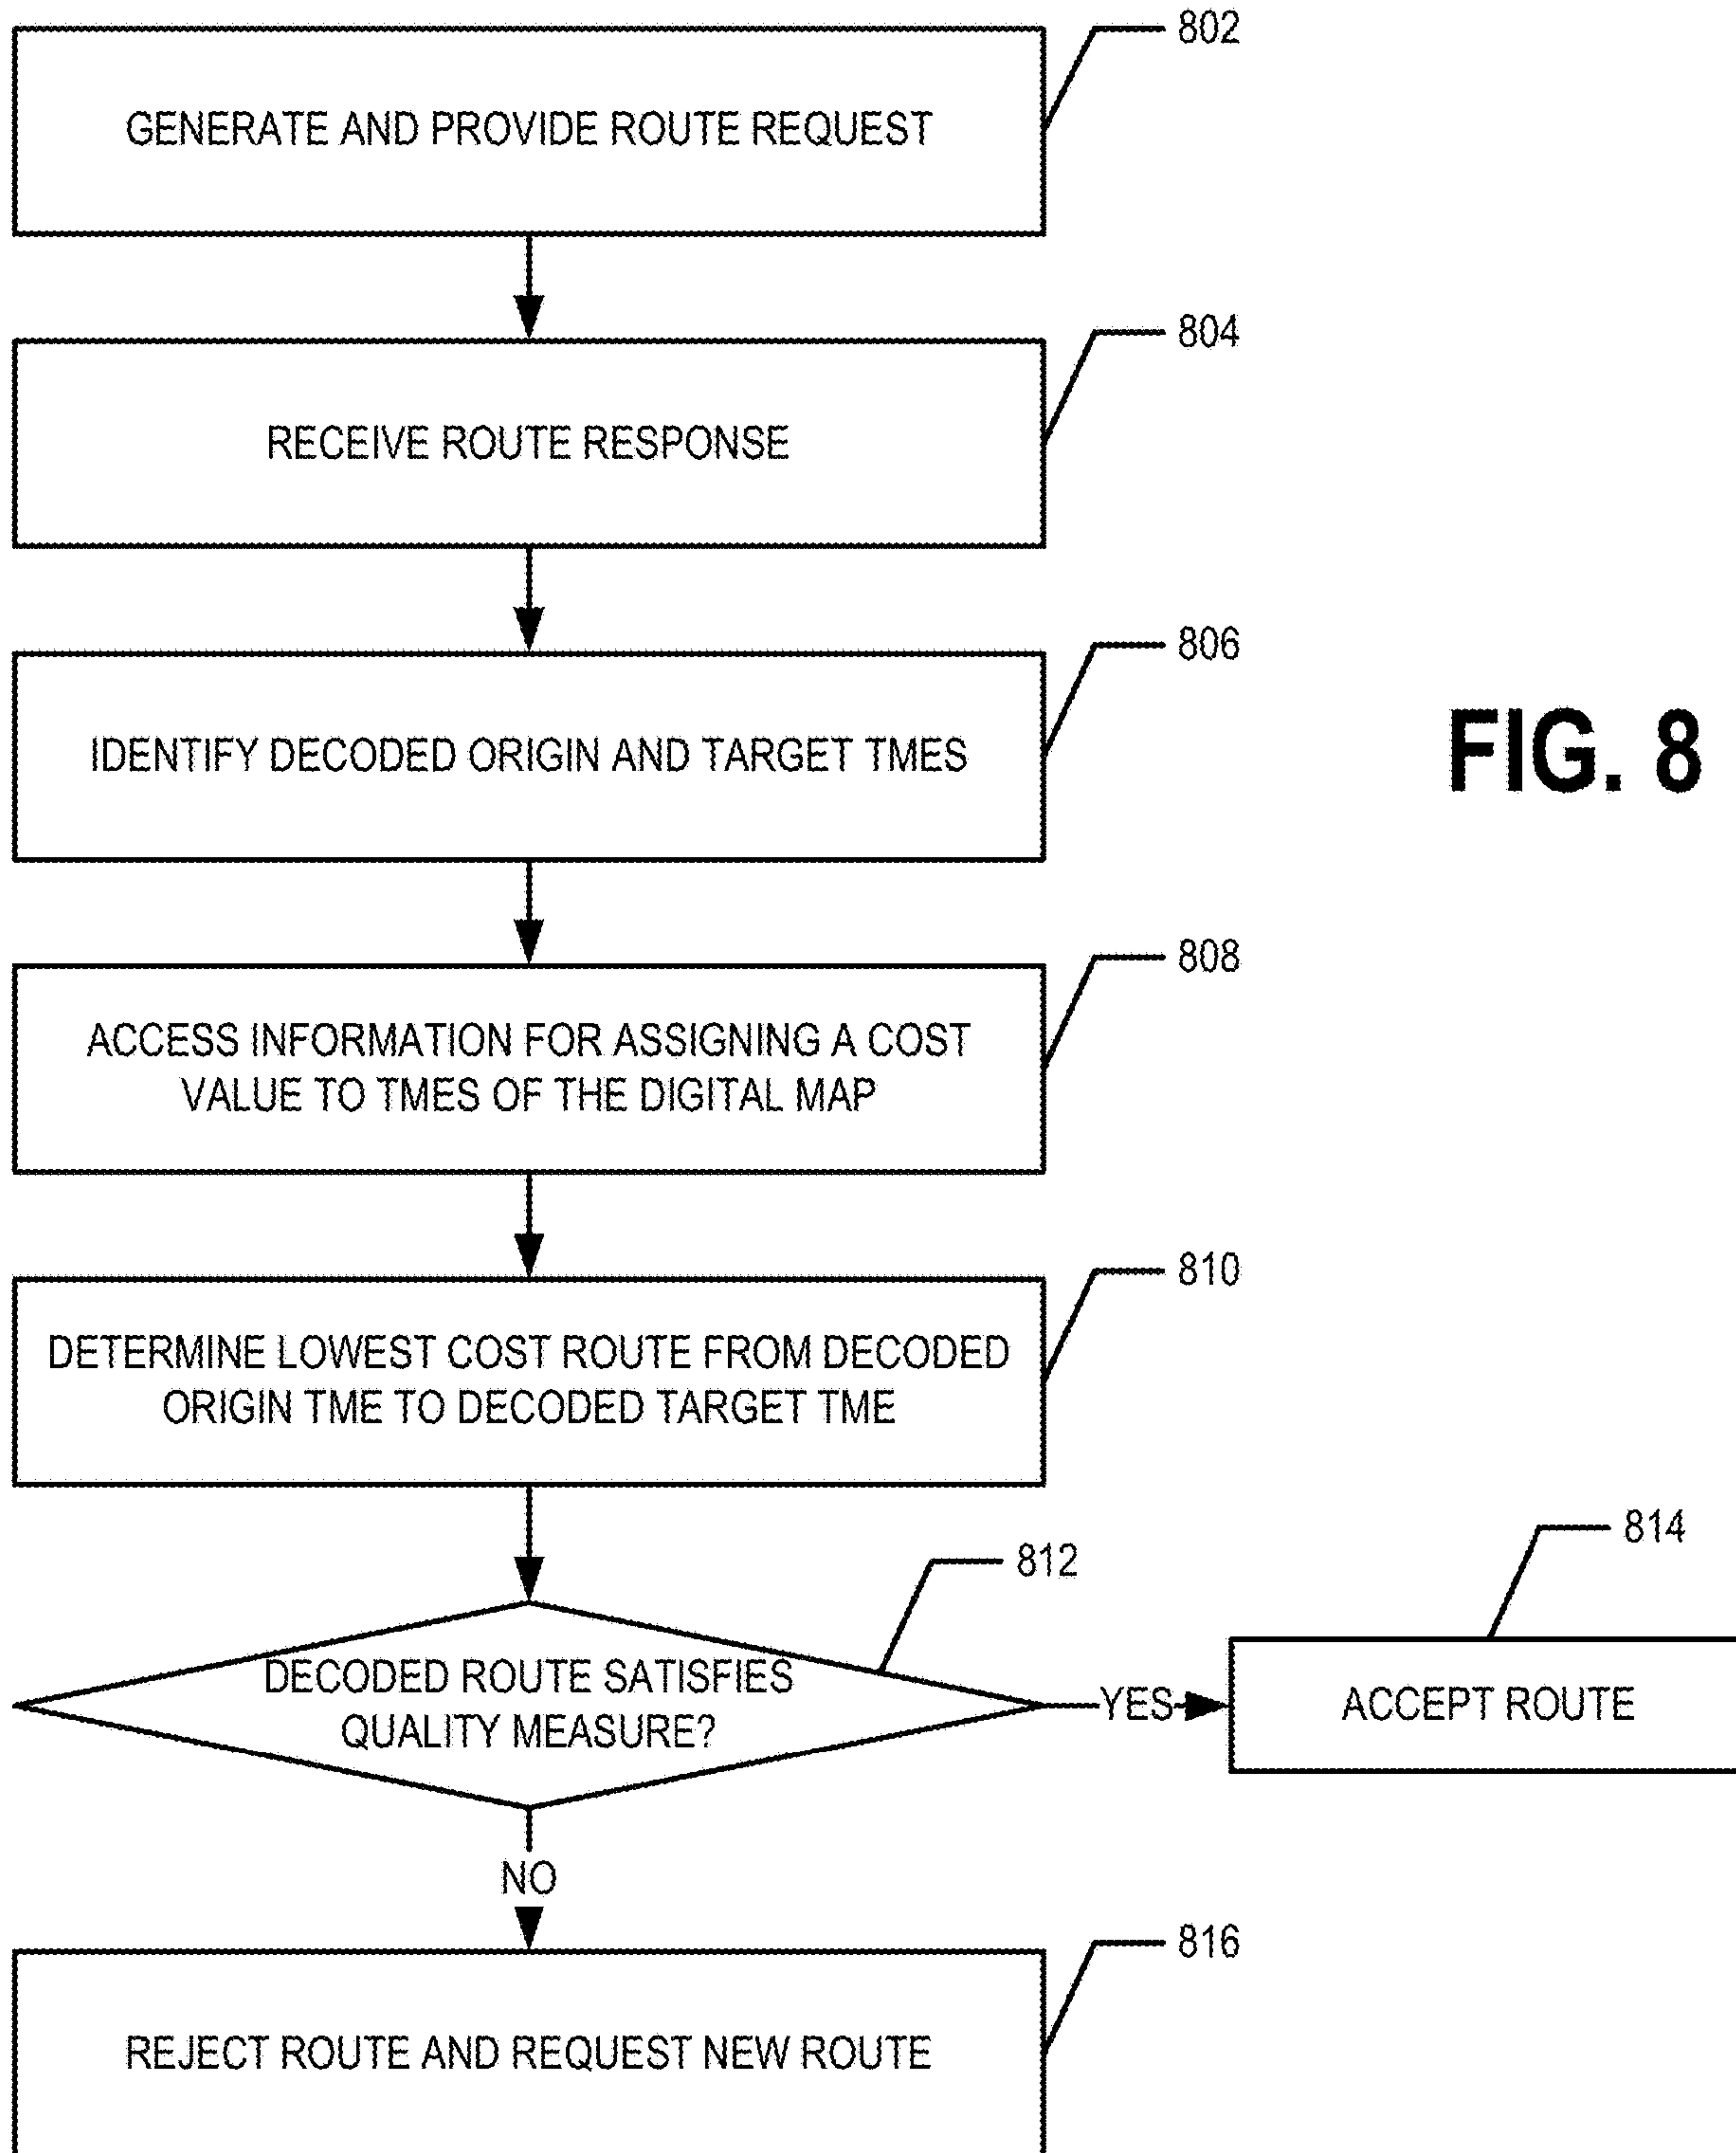 802
GENERATE AND PROVIDE ROUTE REQUEST
804
RECEIVE ROUTE RESPONSE
806
IDENTIFY DECODED ORIGIN AND TARGET TMES
FIG. 8
808
ACCESS INFORMATION FOR ASSIGNING A COST
VALUE TO TMES OF THE DIGITAL MAP
810
DETERMINE LOWEST COST ROUTE FROM DECODED
ORIGIN TME TO DECODED TARGET TME
812
DECODED ROUTE SATISFIES
QUALITY MEASURE?
YES
814
ACCEPT ROUTE
NO
816
REJECT ROUTE AND REQUEST NEW ROUTE